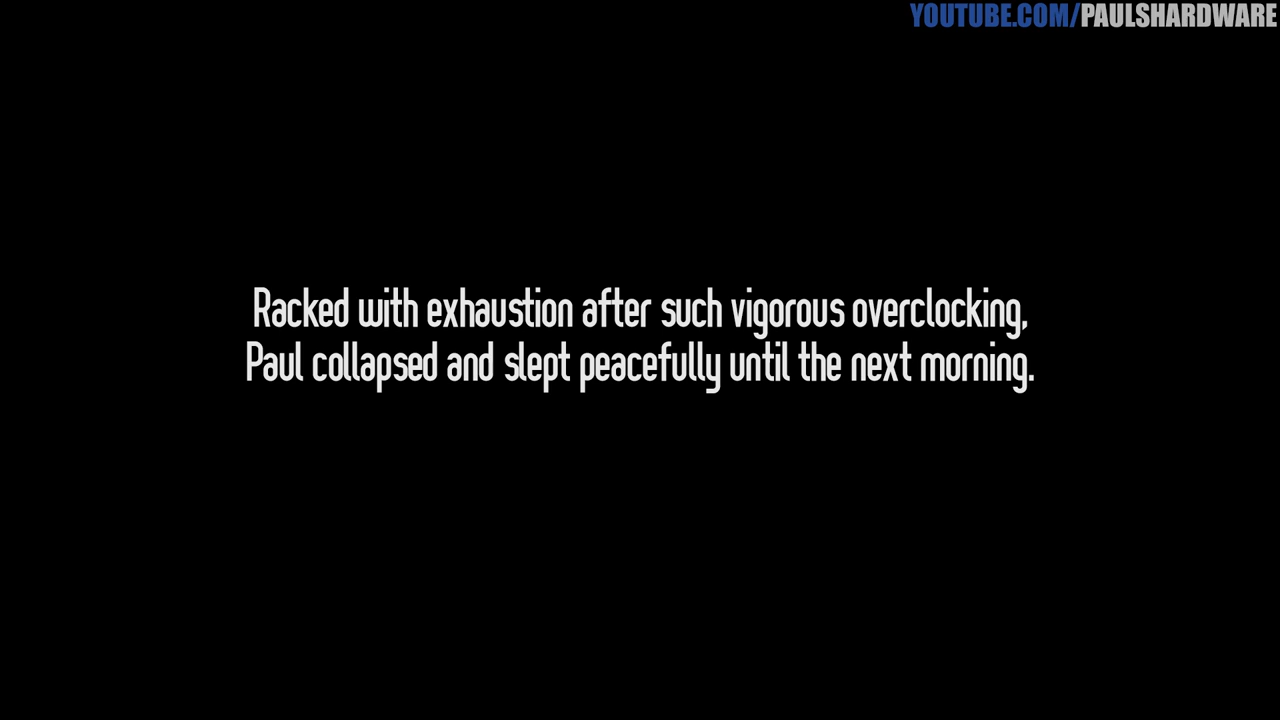 YOUTUBE.COM/PAULSHARDWARE
Racked with exhaustion after such vigorous overclocking,
Paul collapsed and slept peacefully until the next morning.